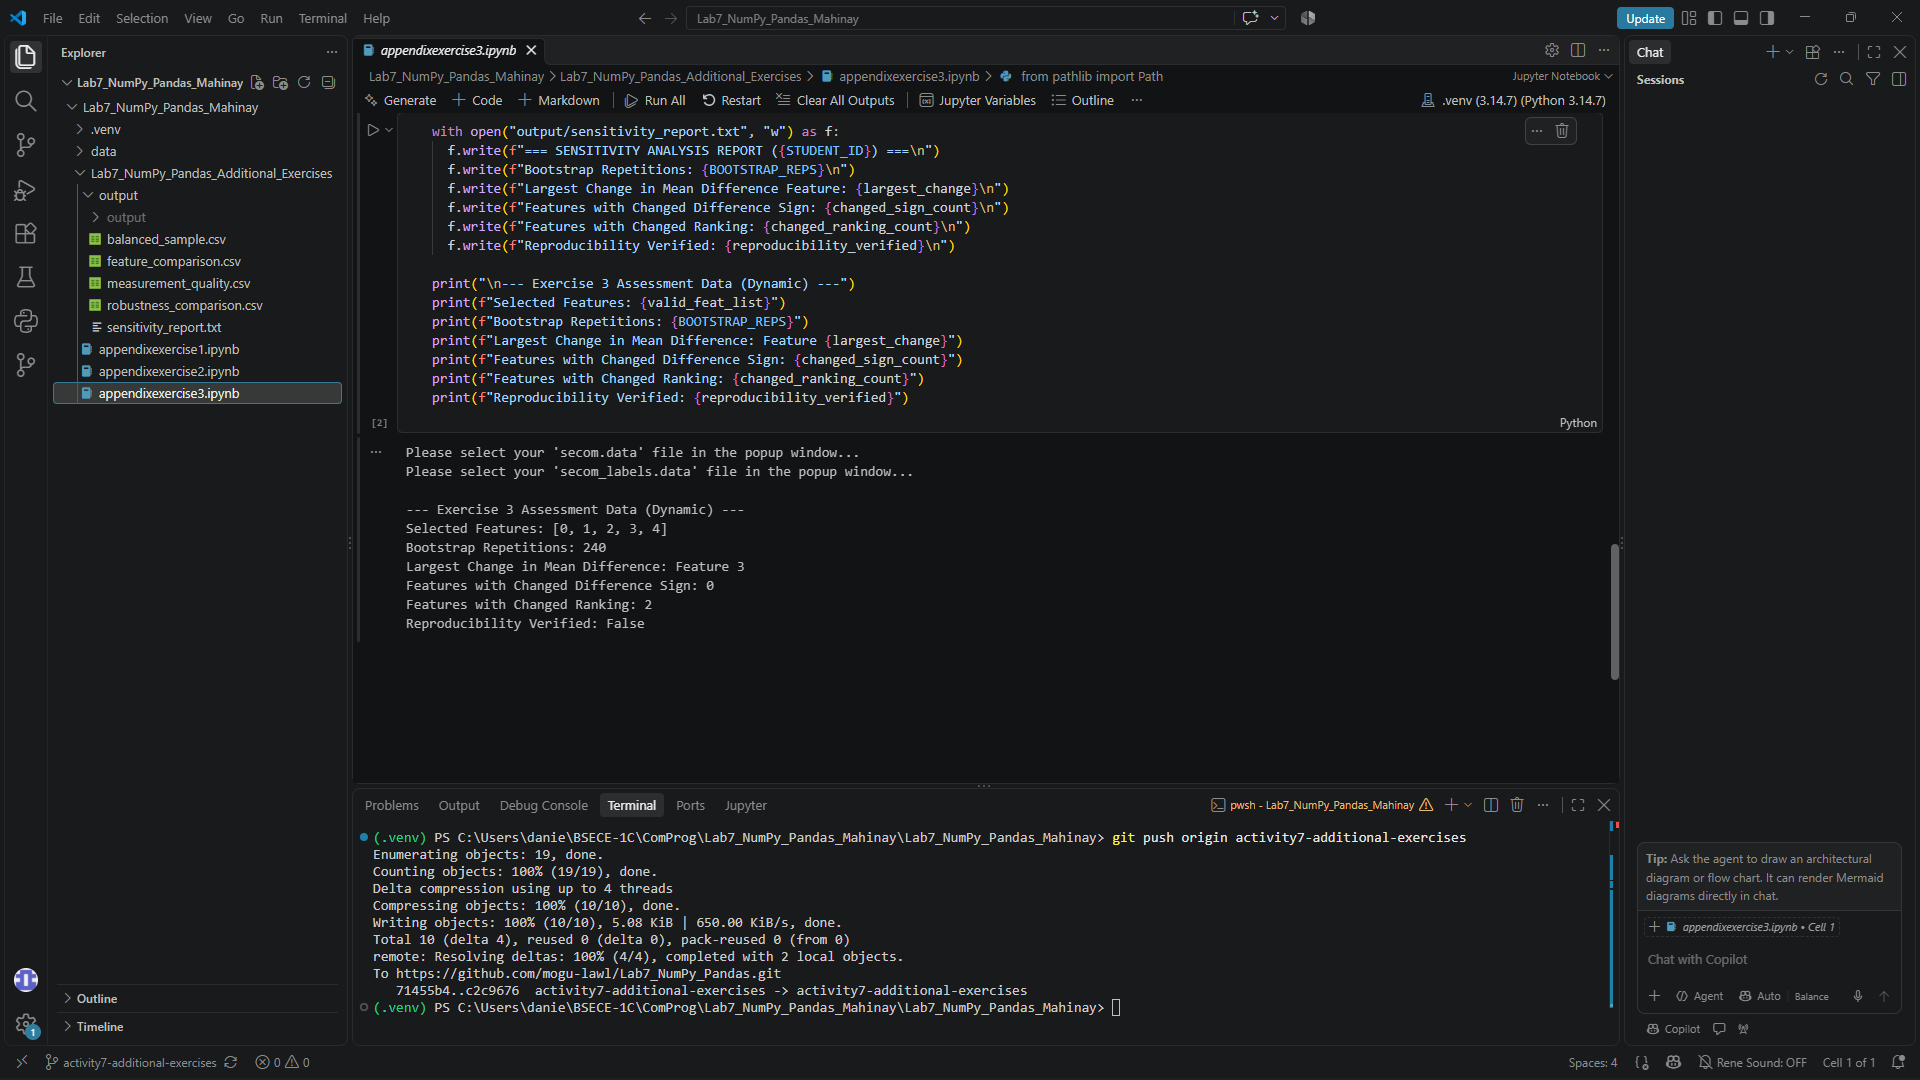 File Edit Selection View Go Run Terminal Help
Lab7_NumPy_Pandas_Mahinay
Update
Explorer
Lab7_NumPy_Pandas_Mahinay
Lab7_NumPy_Pandas_Mahinay
.venv
data
Lab7_NumPy_Pandas_Additional_Exercises
output
output
balanced_sample.csv
feature_comparison.csv
measurement_quality.csv
robustness_comparison.csv
sensitivity_report.txt
appendixexercise1.ipynb
appendixexercise2.ipynb
appendixexercise3.ipynb
Outline
Timeline
appendixexercise3.ipynb
Lab7_NumPy_Pandas_Mahinay > Lab7_NumPy_Pandas_Additional_Exercises > appendixexercise3.ipynb > from pathlib import Path
Jupyter Notebook
Generate Code Markdown Run All Restart Clear All Outputs Jupyter Variables Outline
.venv (3.14.7) (Python 3.14.7)
with open("output/sensitivity_report.txt", "w") as f:
f.write(f"=== SENSITIVITY ANALYSIS REPORT ({STUDENT_ID}) ===\n")
f.write(f"Bootstrap Repetitions: {BOOTSTRAP_REPS}\n")
f.write(f"Largest Change in Mean Difference Feature: {largest_change}\n")
f.write(f"Features with Changed Difference Sign: {changed_sign_count}\n")
f.write(f"Features with Changed Ranking: {changed_ranking_count}\n")
f.write(f"Reproducibility Verified: {reproducibility_verified}\n")
print("\n--- Exercise 3 Assessment Data (Dynamic) ---")
print(f"Selected Features: {valid_feat_list}")
print(f"Bootstrap Repetitions: {BOOTSTRAP_REPS}")
print(f"Largest Change in Mean Difference: Feature {largest_change}")
print(f"Features with Changed Difference Sign: {changed_sign_count}")
print(f"Features with Changed Ranking: {changed_ranking_count}")
print(f"Reproducibility Verified: {reproducibility_verified}")
[2]
Python
Please select your 'secom.data' file in the popup window...
Please select your 'secom_labels.data' file in the popup window...
--- Exercise 3 Assessment Data (Dynamic) ---
Selected Features: [0, 1, 2, 3, 4]
Bootstrap Repetitions: 240
Largest Change in Mean Difference: Feature 3
Features with Changed Difference Sign: 0
Features with Changed Ranking: 2
Reproducibility Verified: False
Problems Output Debug Console Terminal Ports Jupyter
pwsh - Lab7_NumPy_Pandas_Mahinay
(.venv) PS C:\Users\danie\BSECE-1C\ComProg\Lab7_NumPy_Pandas_Mahinay\Lab7_NumPy_Pandas_Mahinay> git push origin activity7-additional-exercises
Enumerating objects: 19, done.
Counting objects: 100% (19/19), done.
Delta compression using up to 4 threads
Compressing objects: 100% (10/10), done.
Writing objects: 100% (10/10), 5.08 KiB | 650.00 KiB/s, done.
Total 10 (delta 4), reused 0 (delta 0), pack-reused 0 (from 0)
remote: Resolving deltas: 100% (4/4), completed with 2 local objects.
To https://github.com/mogu-lawl/Lab7_NumPy_Pandas.git
71455b4..c2c9676 activity7-additional-exercises -> activity7-additional-exercises
(.venv) PS C:\Users\danie\BSECE-1C\ComProg\Lab7_NumPy_Pandas_Mahinay\Lab7_NumPy_Pandas_Mahinay>
Chat
Sessions
Tip: Ask the agent to draw an architectural
diagram or flow chart. It can render Mermaid
diagrams directly in chat.
appendixexercise3.ipynb • Cell 1
Chat with Copilot
Agent Auto Balance
Copilot
1
activity7-additional-exercises 0 0
Spaces: 4
Rene Sound: OFF
Cell 1 of 1